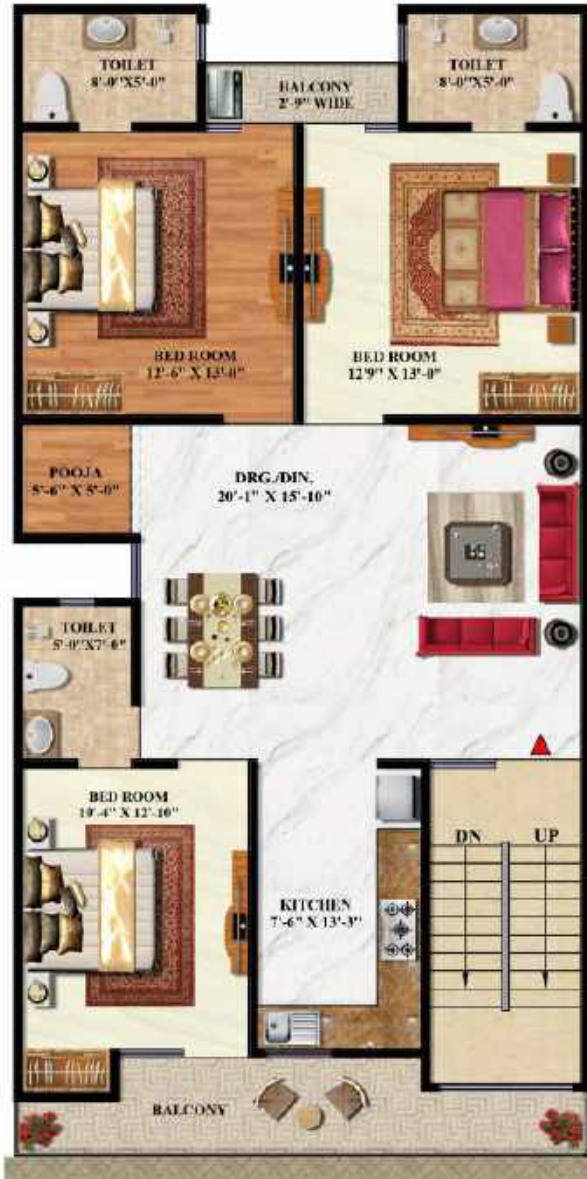 TOILET
8'-0"X5'-0"
TOILET
8'-0"X5'-0"
BALCONY
2'-9" WIDE
BED ROOM
12'-6" X 13'-0"
BED ROOM
12'9" X 13'-0"
POOJA
5'-6" X 5'-0"
DRG./DIN.
20'-1" X 15'-10"
TOILET
5'-0"X7'-0"
BED ROOM
10'-4" X 12'-10"
DN
UP
KITCHEN
7'-6" X 13'-3"
BALCONY